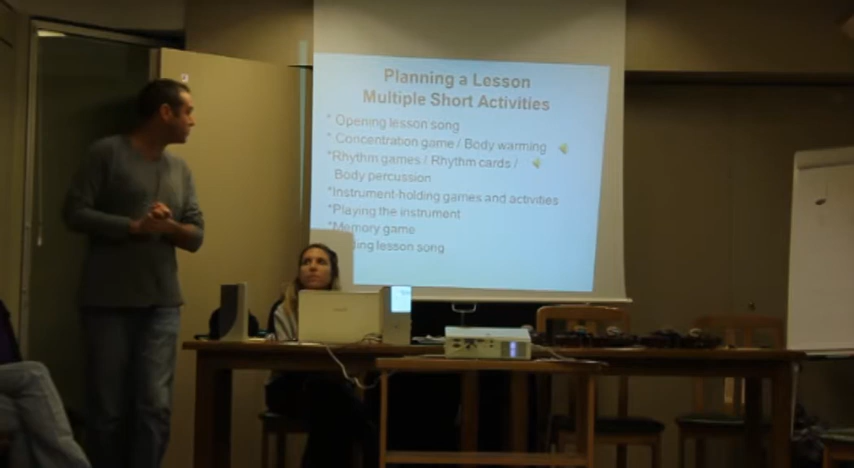 Planning a Lesson
Multiple Short Activities
* Opening lesson song
* Concentration game / Body warming
*Rhythm games / Rhythm cards /
Body percussion
*Instrument-holding games and activities
*Playing the instrument
*Memory game
lesson song